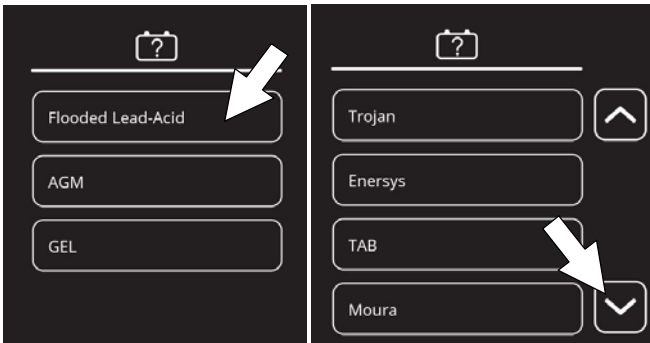 ?
Flooded Lead-Acid
AGM
GEL
?
Trojan
Enersys
TAB
Moura